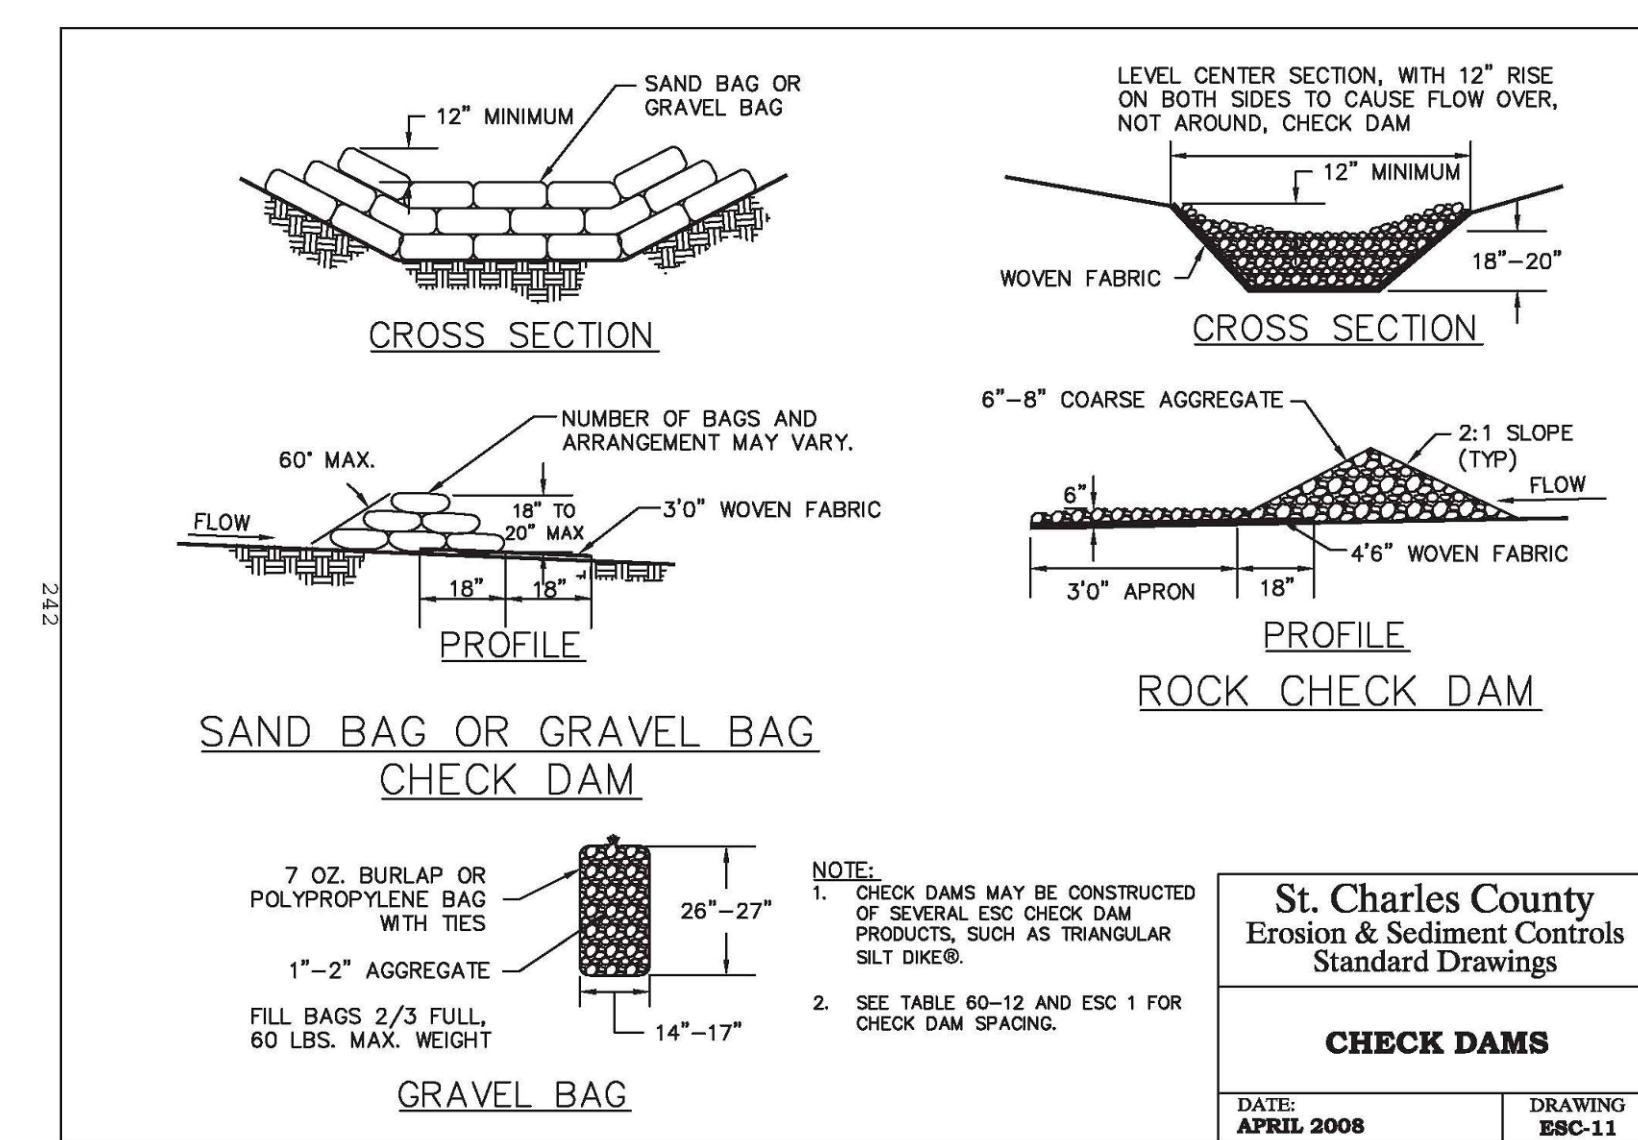 SAND BAG OR
GRAVEL BAG
12" MINIMUM
CROSS SECTION
LEVEL CENTER SECTION, WITH 12" RISE
ON BOTH SIDES TO CAUSE FLOW OVER,
NOT AROUND, CHECK DAM
12" MINIMUM
18"-20"
WOVEN FABRIC
CROSS SECTION
NUMBER OF BAGS AND
ARRANGEMENT MAY VARY.
60° MAX.
FLOW
18" TO
20" MAX
3'0" WOVEN FABRIC
18"
18"
PROFILE
SAND BAG OR GRAVEL BAG
CHECK DAM
6"-8" COARSE AGGREGATE
2:1 SLOPE
(TYP)
FLOW
6"
4'6" WOVEN FABRIC
3'0" APRON
18"
PROFILE
ROCK CHECK DAM
242
7 OZ. BURLAP OR
POLYPROPYLENE BAG
WITH TIES
26"-27"
1"-2" AGGREGATE
FILL BAGS 2/3 FULL,
60 LBS. MAX. WEIGHT
14"-17"
GRAVEL BAG
NOTE:
1. CHECK DAMS MAY BE CONSTRUCTED
OF SEVERAL ESC CHECK DAM
PRODUCTS, SUCH AS TRIANGULAR
SILT DIKE®.
2. SEE TABLE 60-12 AND ESC 1 FOR
CHECK DAM SPACING.
St. Charles County
Erosion & Sediment Controls
Standard Drawings
CHECK DAMS
DATE:
APRIL 2008
DRAWING
ESC-11